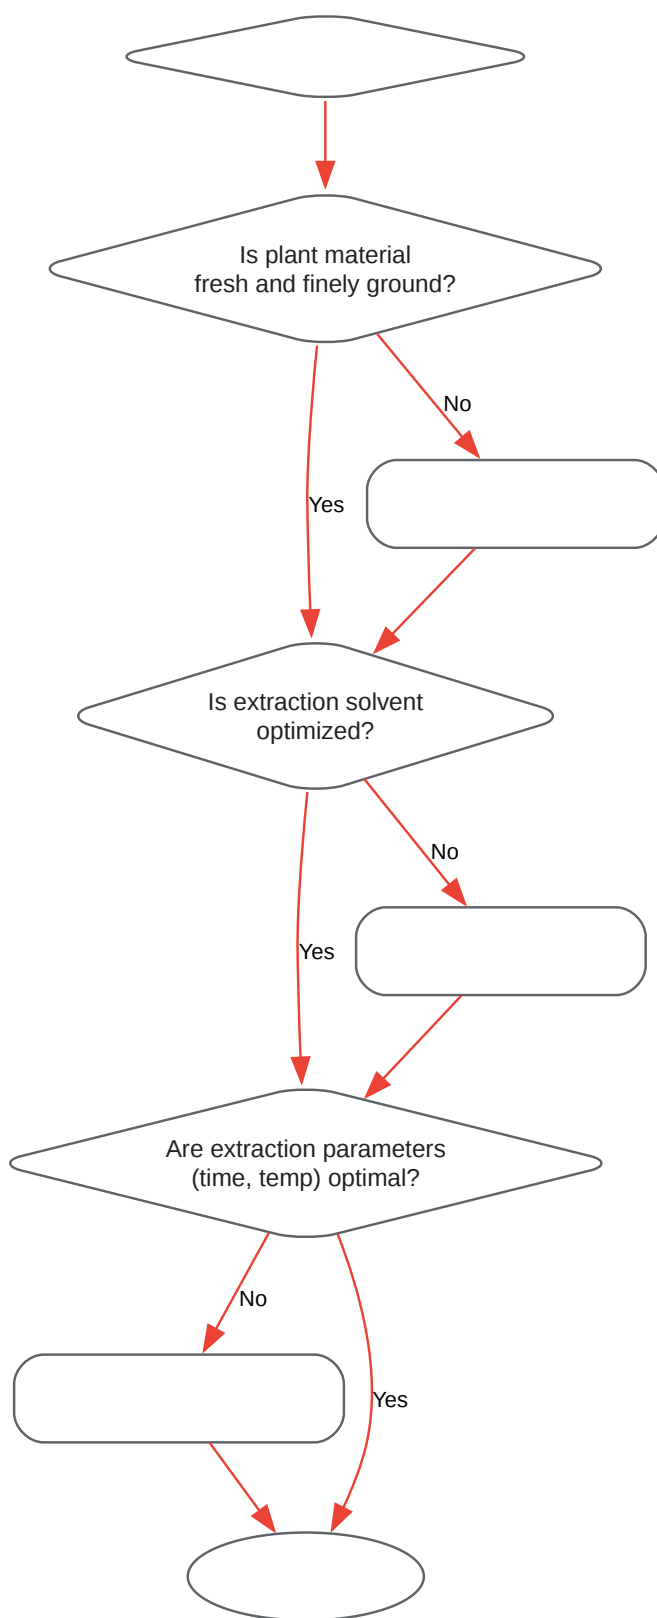 Is plant material
fresh and finely ground?
No
Yes
Is extraction solvent
optimized?
No
Yes
Are extraction parameters
(time, temp) optimal?
No
Yes